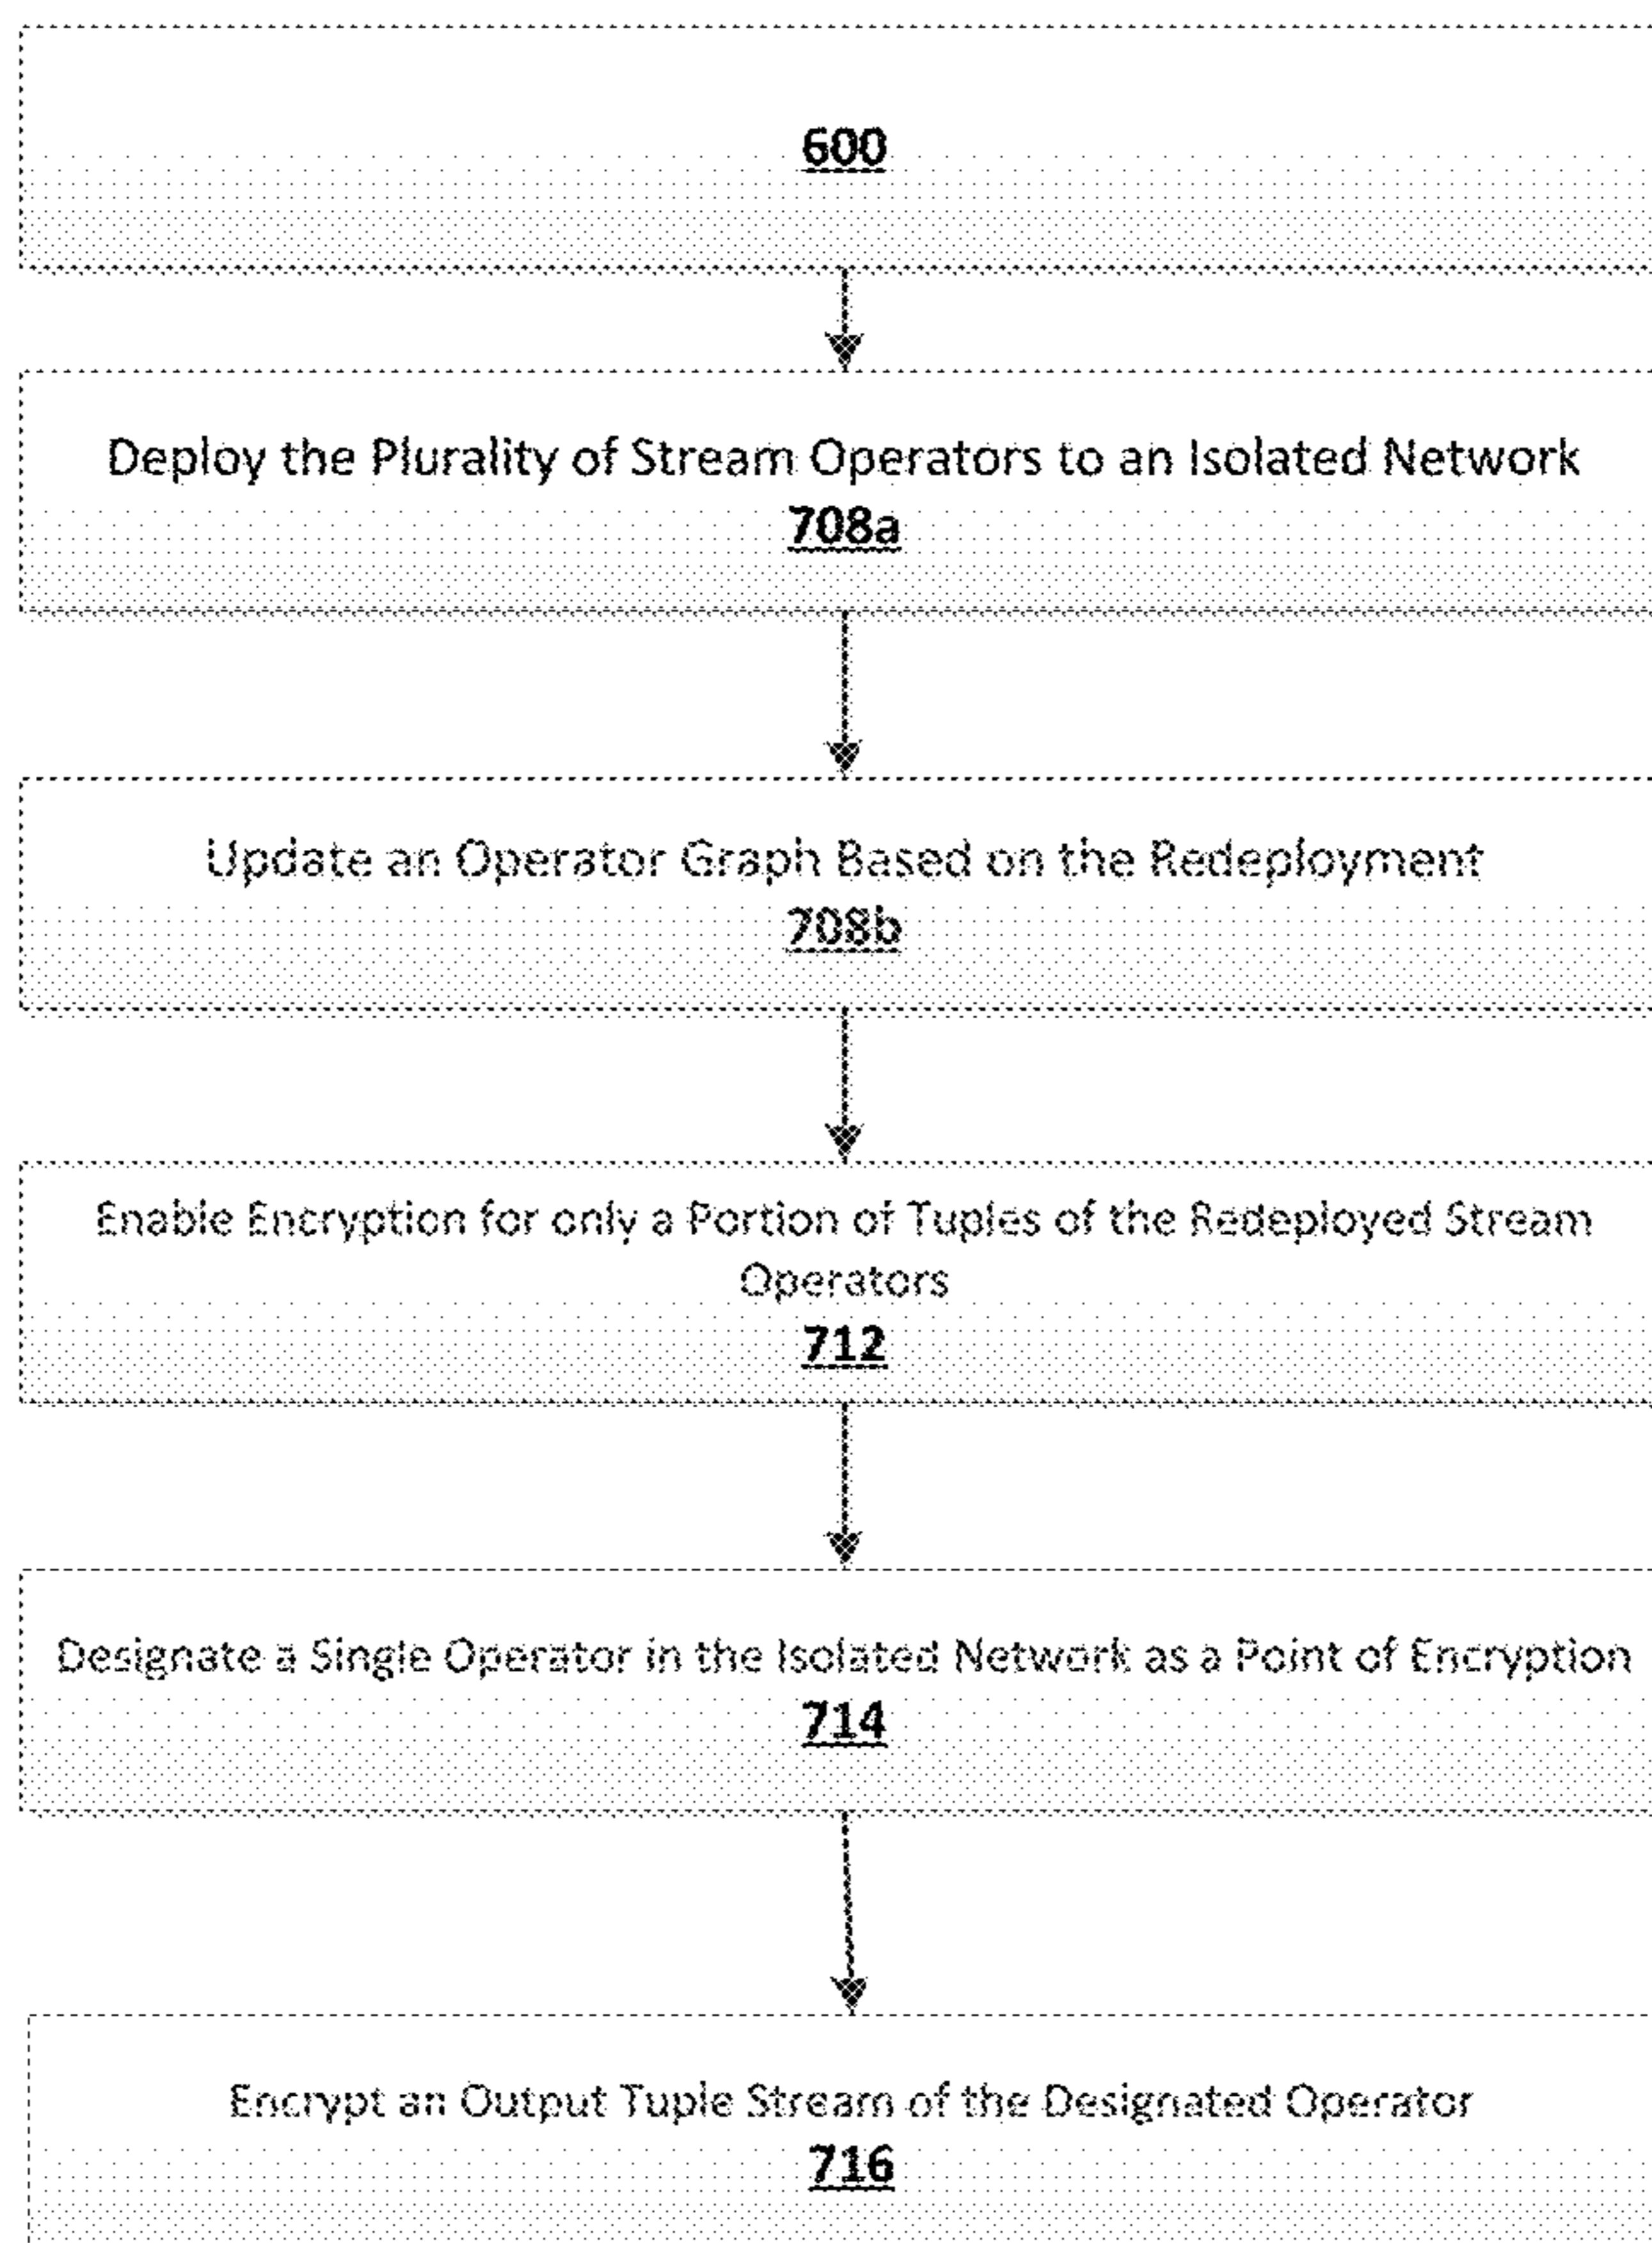 600
Deploy the Plurality of Stream Operators to an Isolated Network
708a
Update an Operator Graph Based on the Redeployment
708b
Enable Encryption for only a Portion of Tuples of the Redeployed Stream
Operators
712
Designate a Single Operator in the Isolated Network as a Point of Encryption
714
Encrypt an Output Tuple Stream of the Designated Operator
716